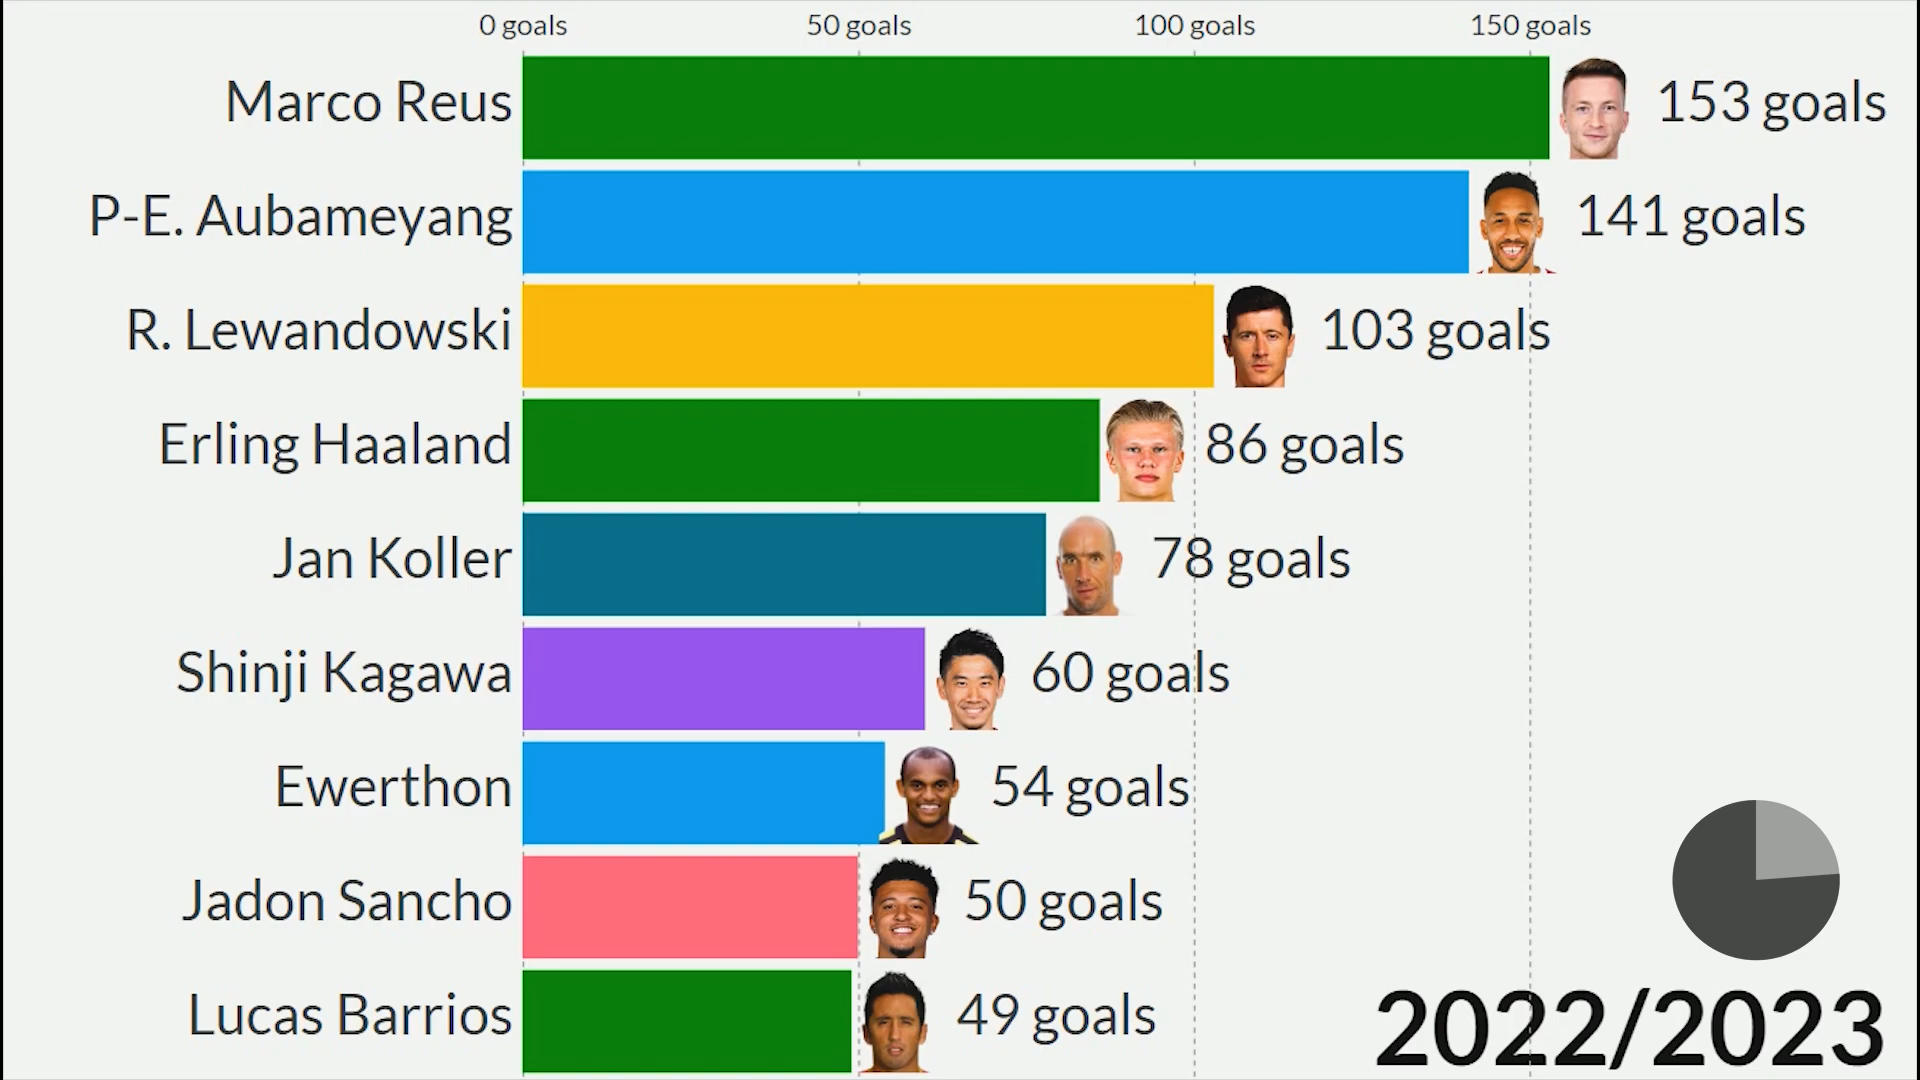 0 goals 50 goals 100 goals 150 goals
Marco Reus 153 goals
P-E. Aubameyang 141 goals
R. Lewandowski 103 goals
Erling Haaland 86 goals
Jan Koller 78 goals
Shinji Kagawa 60 goals
Ewerthon 54 goals
Jadon Sancho 50 goals
Lucas Barrios 49 goals
2022/2023